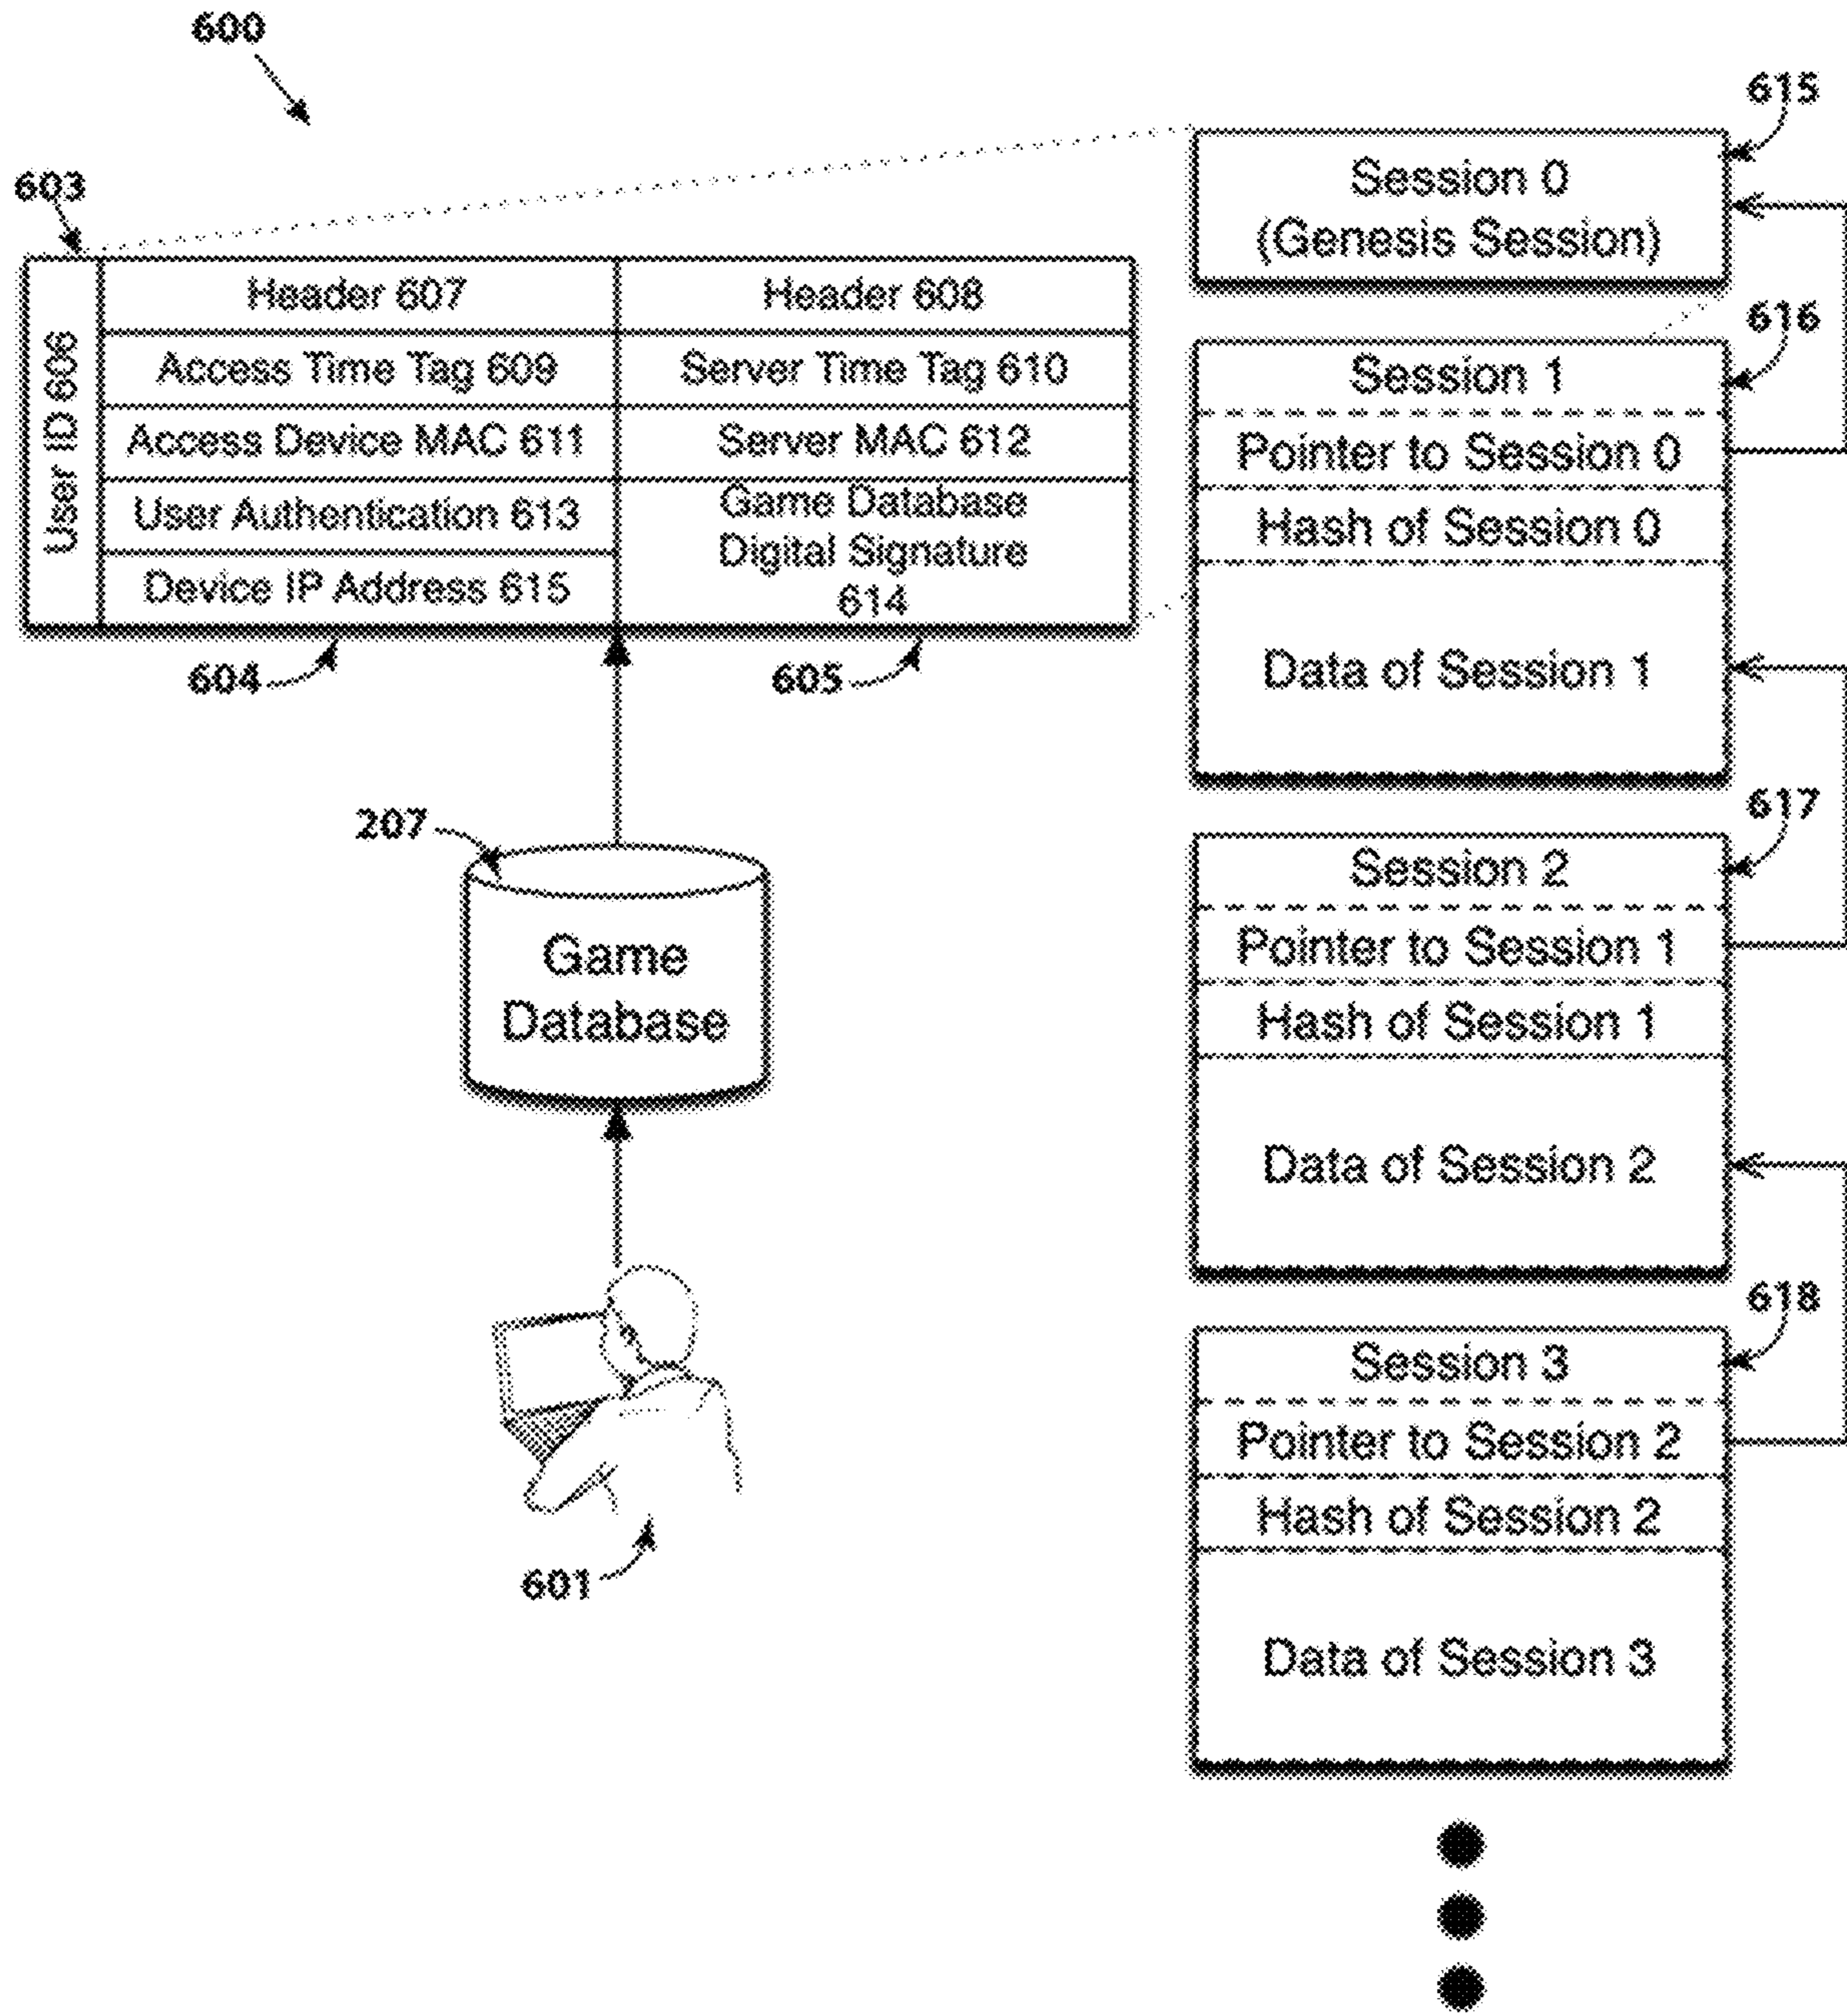 600
603
User ID 606
Header 607
Header 608
Access Time Tag 609
Server Time Tag 610
Access Device MAC 611
Server MAC 612
User Authentication 613
Game Database
Digital Signature
614
Device IP Address 615
604
605
207
Game
Database
601
615
Session 0
(Genesis Session)
616
Session 1
Pointer to Session 0
Hash of Session 0
Data of Session 1
617
Session 2
Pointer to Session 1
Hash of Session 1
Data of Session 2
618
Session 3
Pointer to Session 2
Hash of Session 2
Data of Session 3